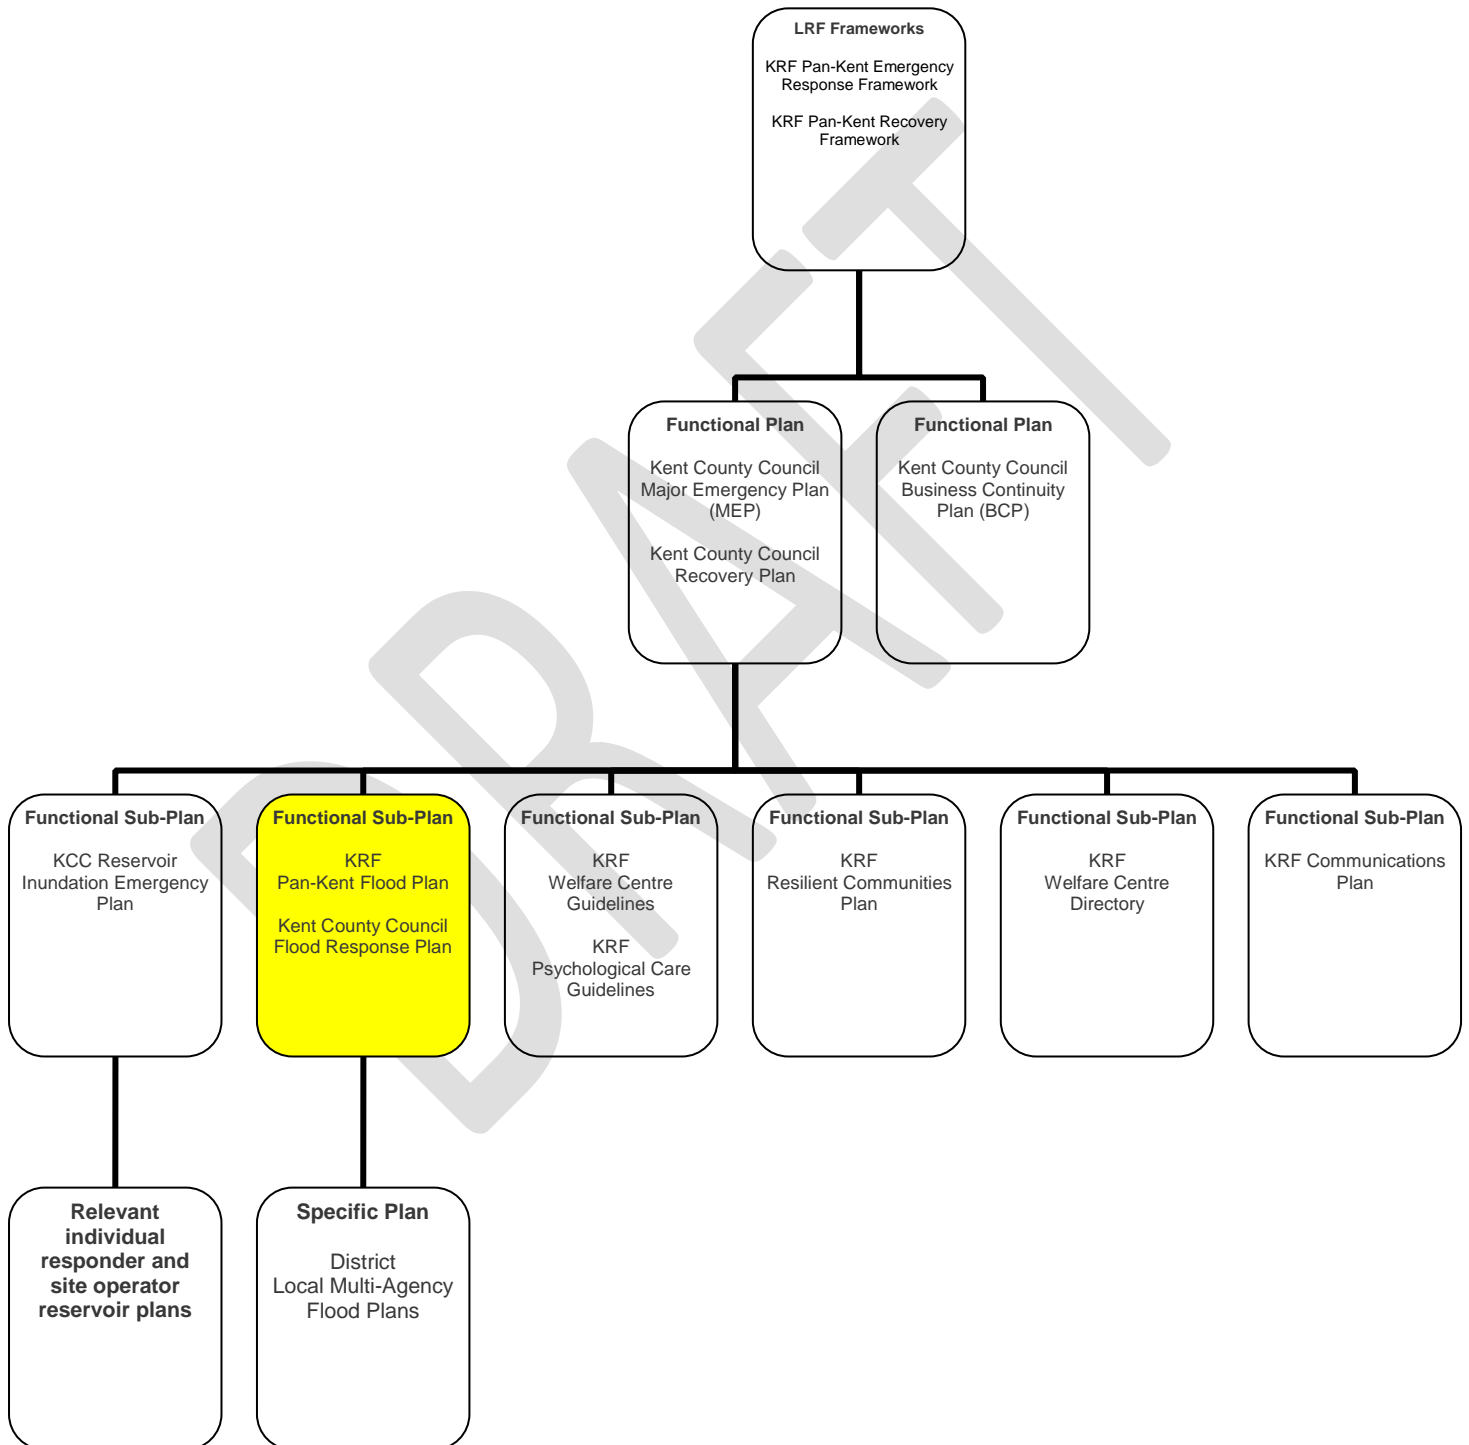 LRF Frameworks
KRF Pan-Kent Emergency
Response Framework
KRF Pan-Kent Recovery
Framework
Functional Plan
Kent County Council
Major Emergency Plan
(MEP)
Kent County Council
Recovery Plan
Functional Plan
Kent County Council
Business Continuity
Plan (BCP)
Functional Sub-Plan
KCC Reservoir
Inundation Emergency
Plan
Functional Sub-Plan
KRF
Pan-Kent Flood Plan
Kent County Council
Flood Response Plan
Functional Sub-Plan
KRF
Welfare Centre
Guidelines
KRF
Psychological Care
Guidelines
Functional Sub-Plan
KRF
Resilient Communities
Plan
Functional Sub-Plan
KRF
Welfare Centre
Directory
Functional Sub-Plan
KRF Communications
Plan
Relevant
individual
responder and
site operator
reservoir plans
Specific Plan
District
Local Multi-Agency
Flood Plans
DRAFT